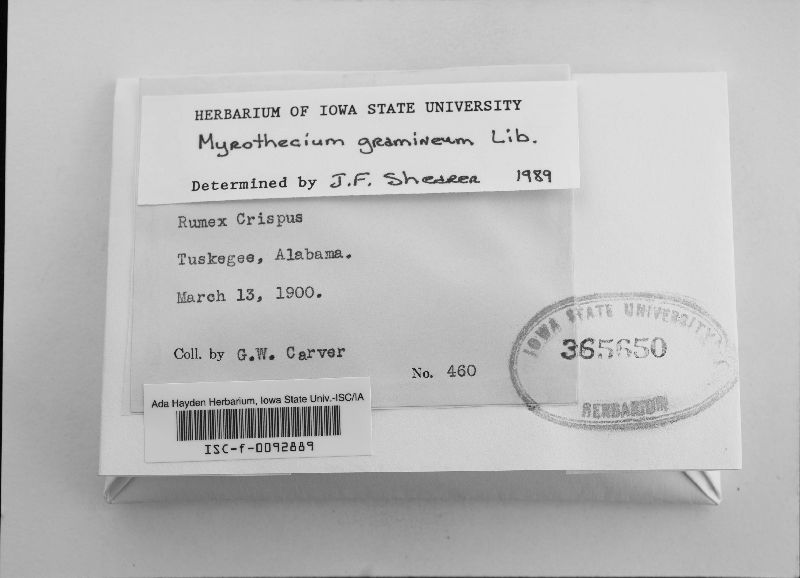 HERBARIUM OF IOWA STATE UNIVERSITY
Myrothecium gramineum Lib.
Determined by J.F. Shearer 1989
Rumex Crispus
Tuskegee, Alabama.
March 13, 1900.
Coll. by G.W. Carver
No. 460
IOWA STATE UNIVERSITY
365650
HERBARIUM
Ada Hayden Herbarium, Iowa State Univ.-ISC/IA
ISC-f-0092889